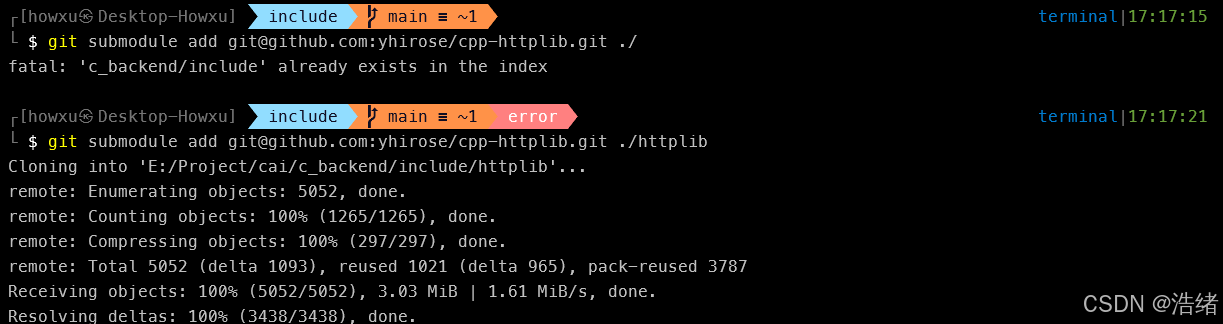 ┌[howxu㉿Desktop-Howxu] include main ≡ ~1 terminal|17:17:15
└ $ git submodule add git@github.com:yhirose/cpp-httplib.git ./
fatal: 'c_backend/include' already exists in the index
┌[howxu㉿Desktop-Howxu] include main ≡ ~1 error terminal|17:17:21
└ $ git submodule add git@github.com:yhirose/cpp-httplib.git ./httplib
Cloning into 'E:/Project/cai/c_backend/include/httplib'...
remote: Enumerating objects: 5052, done.
remote: Counting objects: 100% (1265/1265), done.
remote: Compressing objects: 100% (297/297), done.
remote: Total 5052 (delta 1093), reused 1021 (delta 965), pack-reused 3787
Receiving objects: 100% (5052/5052), 3.03 MiB | 1.61 MiB/s, done.
Resolving deltas: 100% (3438/3438), done.
CSDN @浩绪